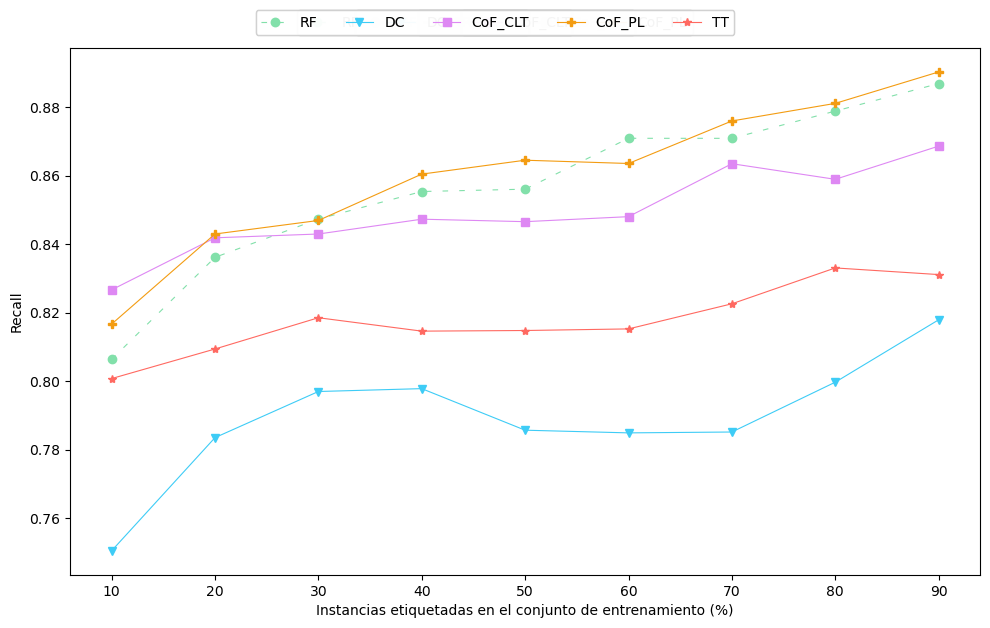 RF DC CoF_CLT CoF_PL TT
0.88
0.86
0.84
0.82
0.80
0.78
0.76
Recall
10 20 30 40 50 60 70 80 90
Instancias etiquetadas en el conjunto de entrenamiento (%)